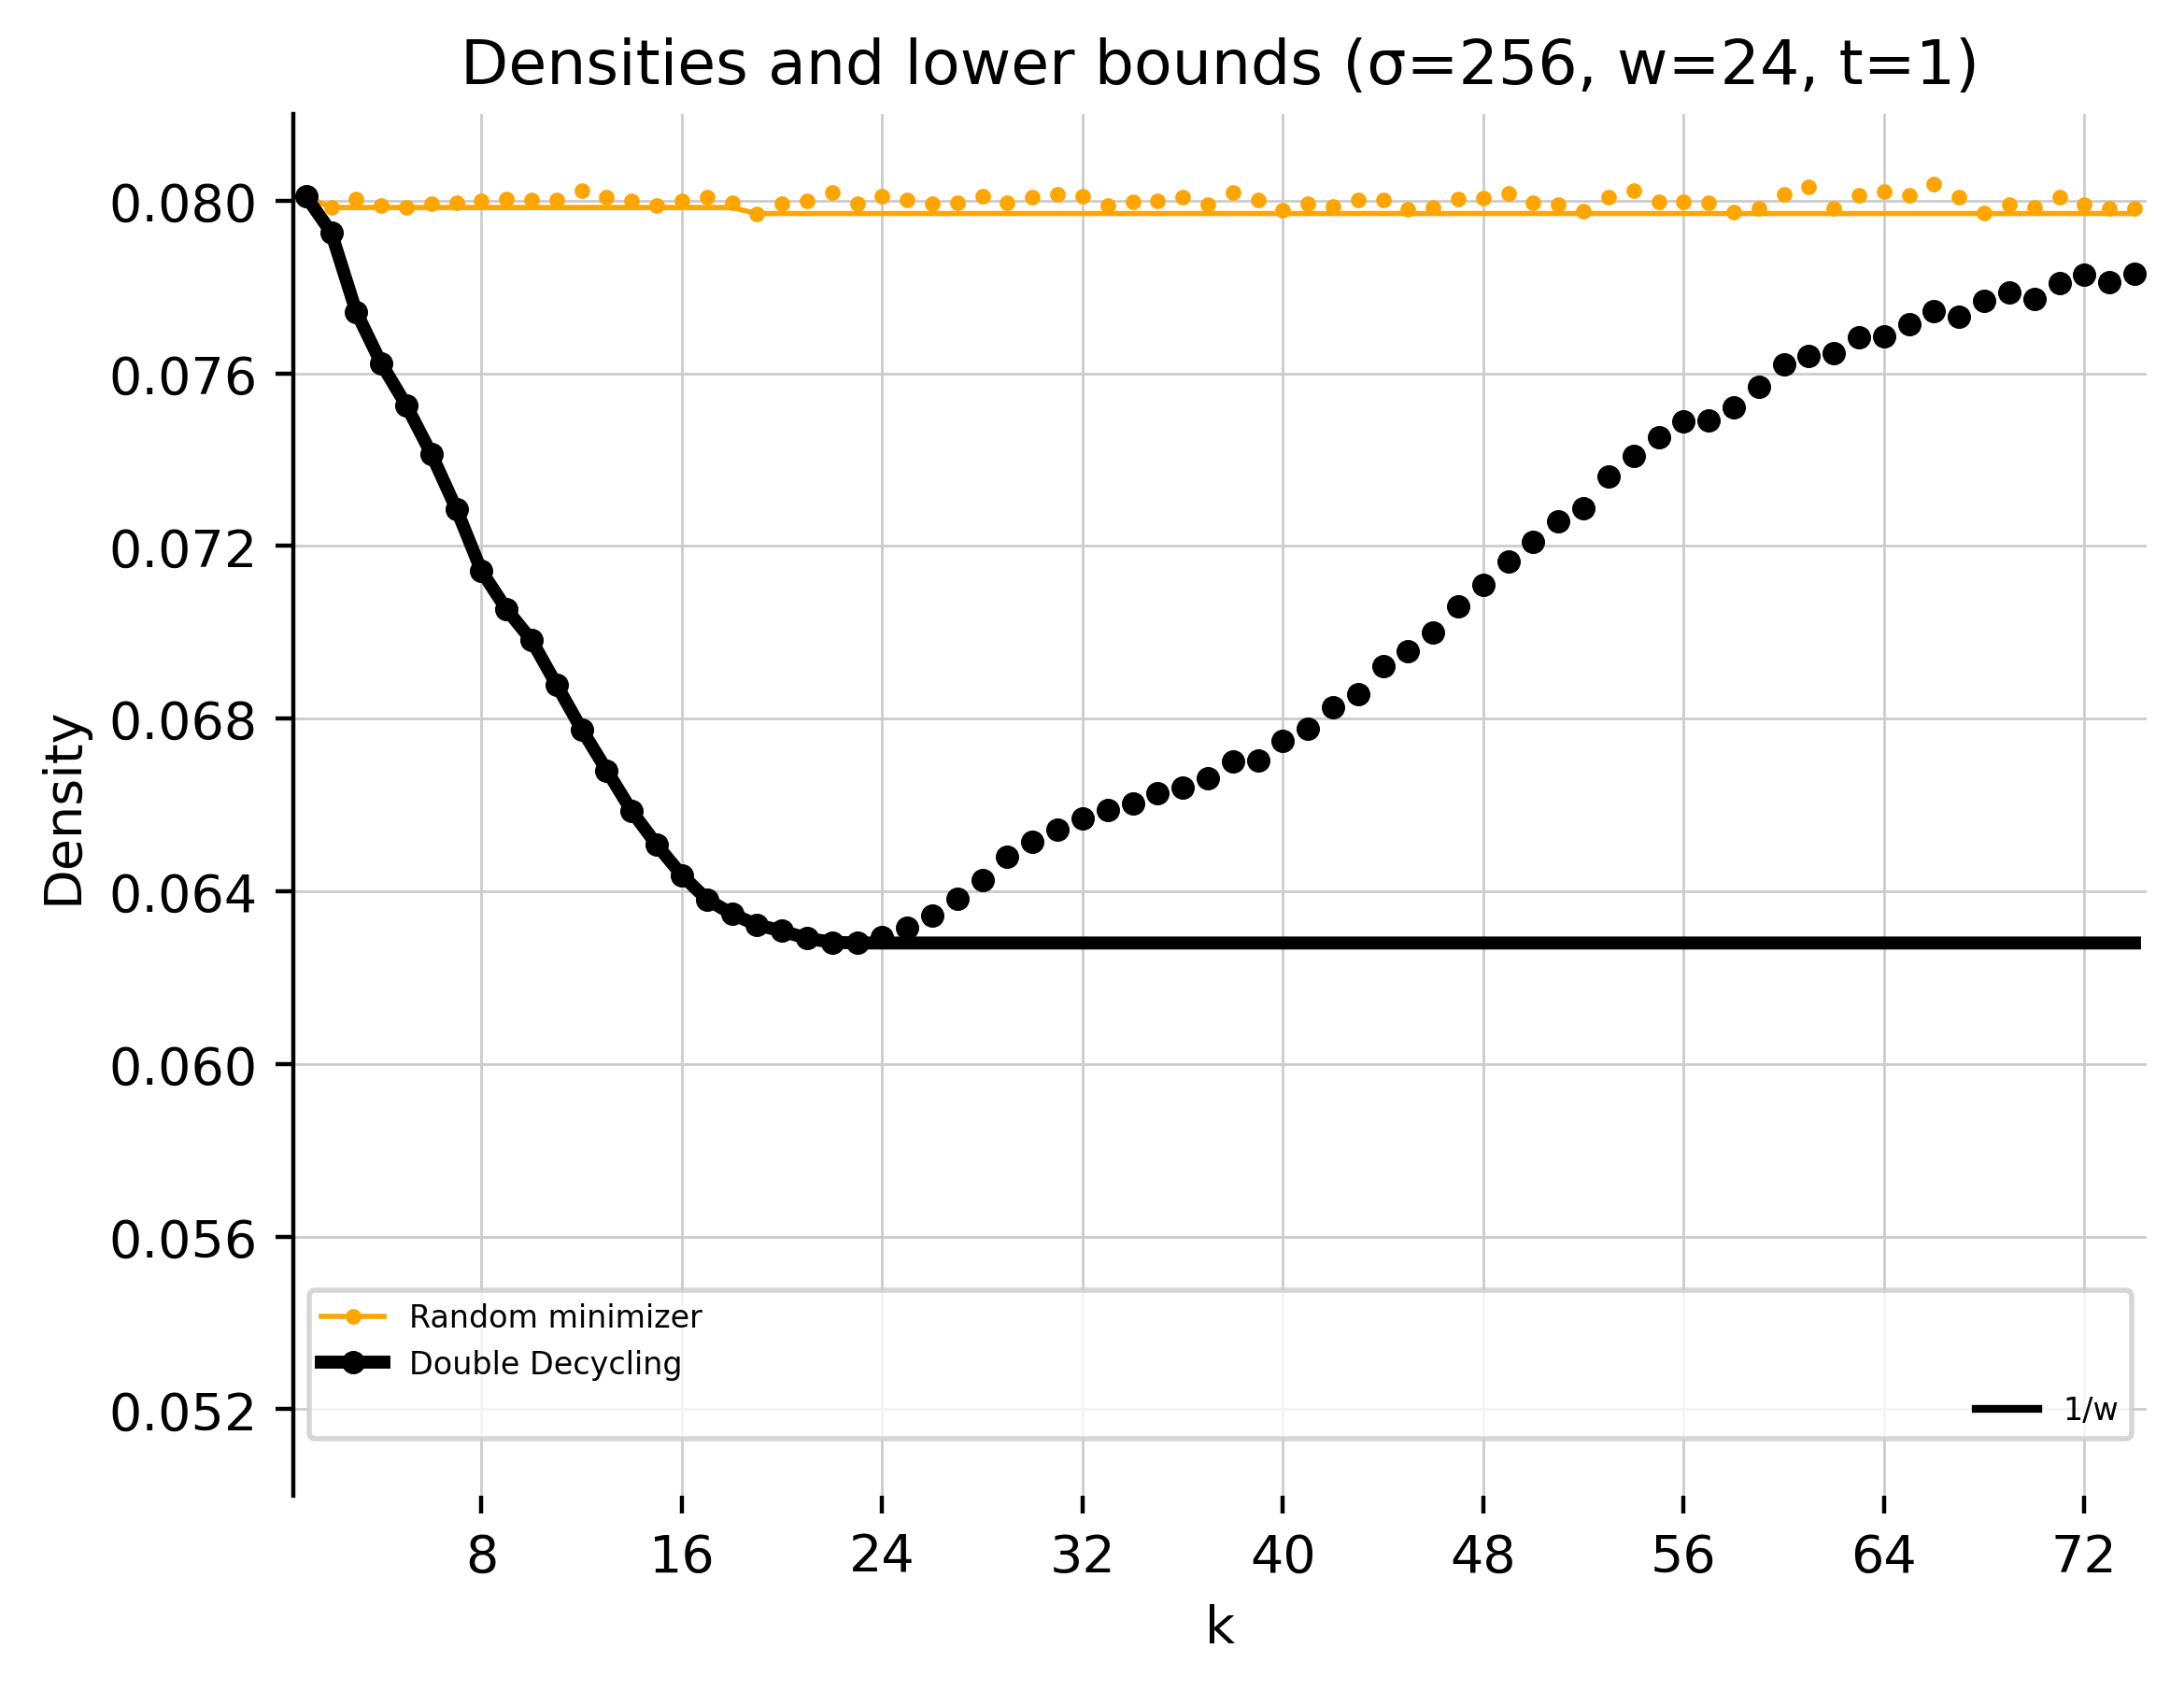 Densities and lower bounds (σ=256, w=24, t=1)
0.080
0.076
0.072
0.068
0.064
0.060
0.056
0.052
Density
Random minimizer
Double Decycling
1/w
8 16 24 32 40 48 56 64 72
k